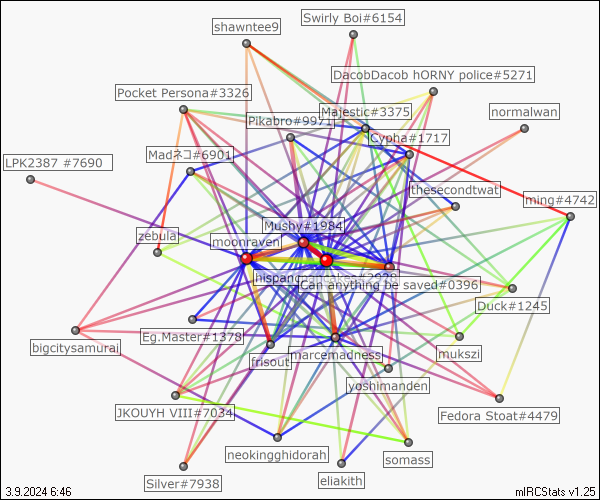 Swirly Boi#6154
shawntee9
DacobDacob hORNY police#5271
Pocket Persona#3326
Majestic#3375
normalwan
Pikabro#9971
Cypha#1717
Madネコ#6901
LPK2387 #7690
thesecondtwat
ming#4742
Mushy#1984
zebula
moonraven
Can anything be saved#0396
Duck#1245
Eg.Master#1378
bigcitysamurai
frisout
marcemadness
mukszi
yoshimanden
JKOUYH VIII#7034
Fedora Stoat#4479
neokingghidorah
somass
Silver#7938
eliakith
3.9.2024 6:46
mIRCStats v1.25